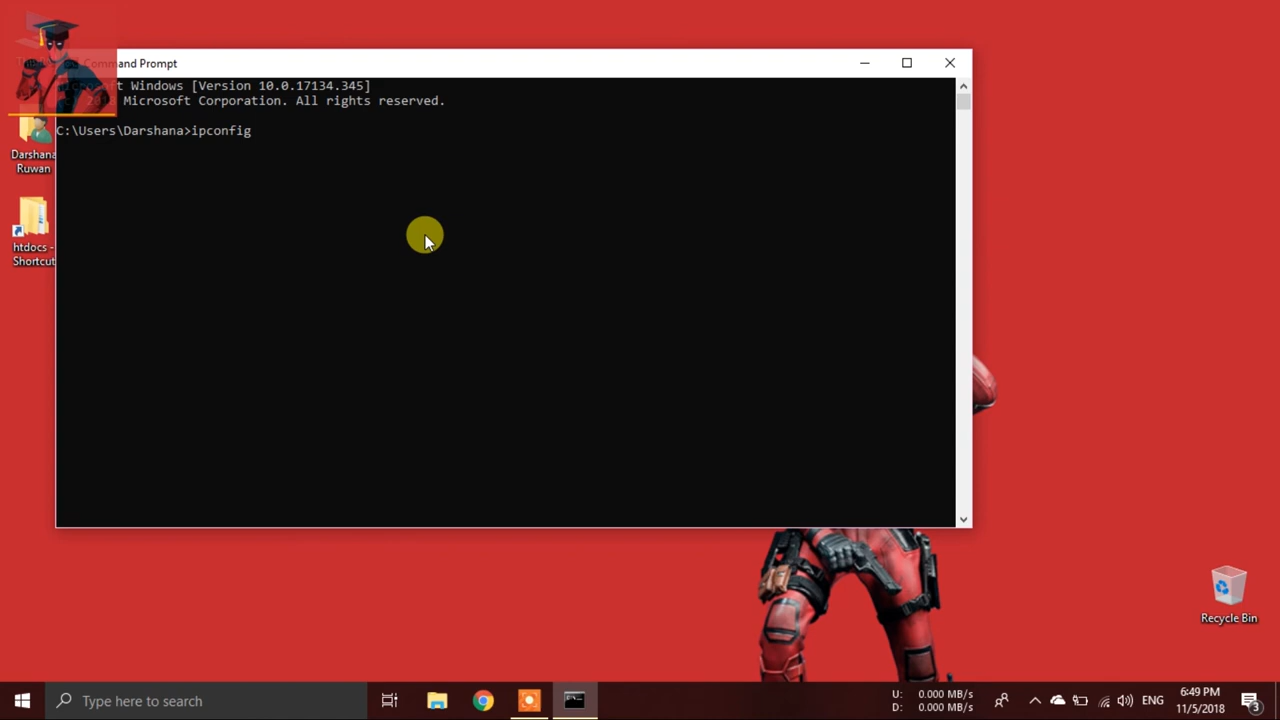 Command Prompt
Windows [Version 10.0.17134.345]
Microsoft Corporation. All rights reserved.
C:\Users\Darshana>ipconfig
Darshana
Ruwan
htdocs -
Shortcut
Recycle Bin
Type here to search
U: 0.000 MB/s
D: 0.000 MB/s
ENG
6:49 PM
11/5/2018
3